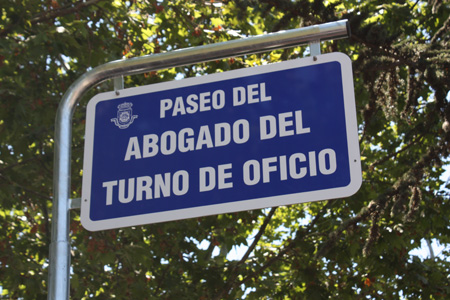 PASEO DEL
ABOGADO DEL
TURNO DE OFICIO